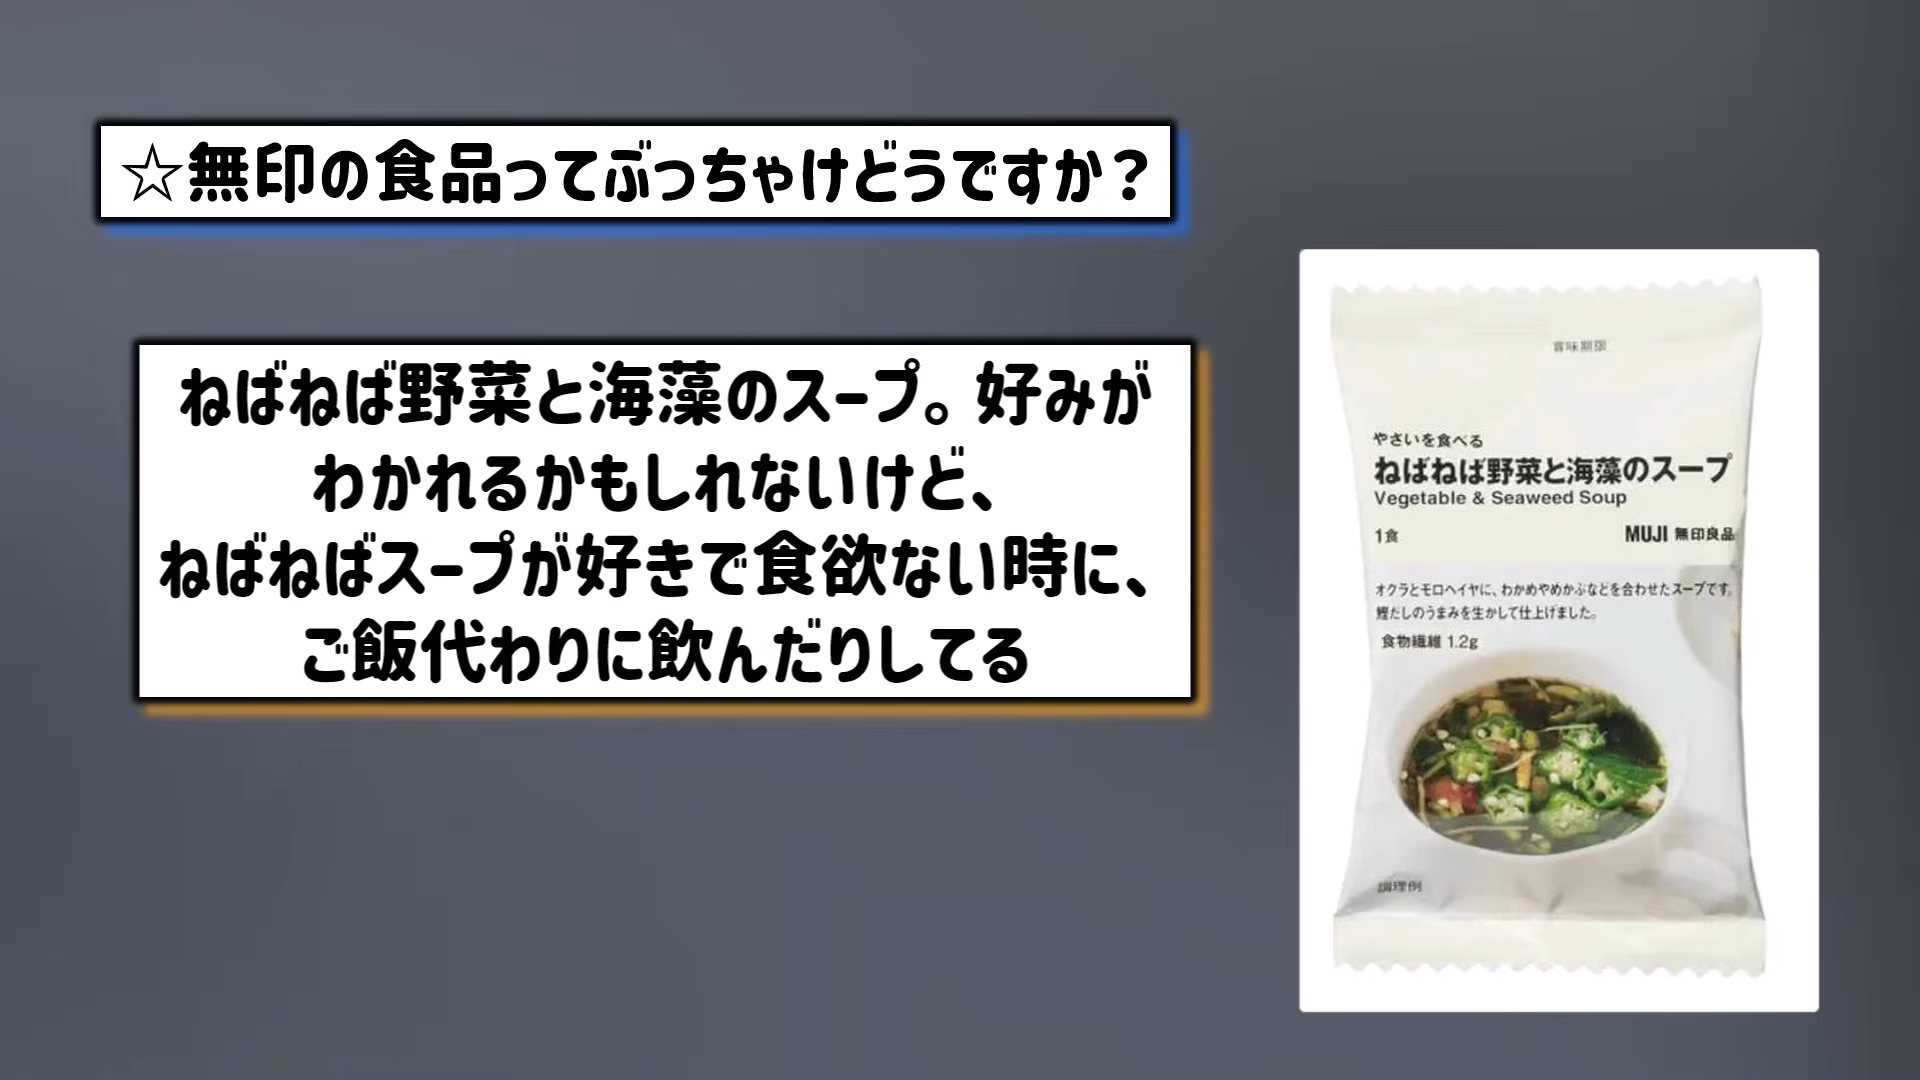 ☆無印の食品ってぶっちゃけどうですか？
ねばねば野菜と海藻のスープ。好みが
わかれるかもしれないけど、
ねばねばスープが好きで食欲ない時に、
ご飯代わりに飲んだりしてる
賞味期限
やさいを食べる
ねばねば野菜と海藻のスープ
Vegetable & Seaweed Soup
1食
MUJI 無印良品
オクラとモロヘイヤに、わかめやめかぶなどを合わせたスープです。
鰹だしのうまみを生かして仕上げました。
食物繊維 1.2g
調理例